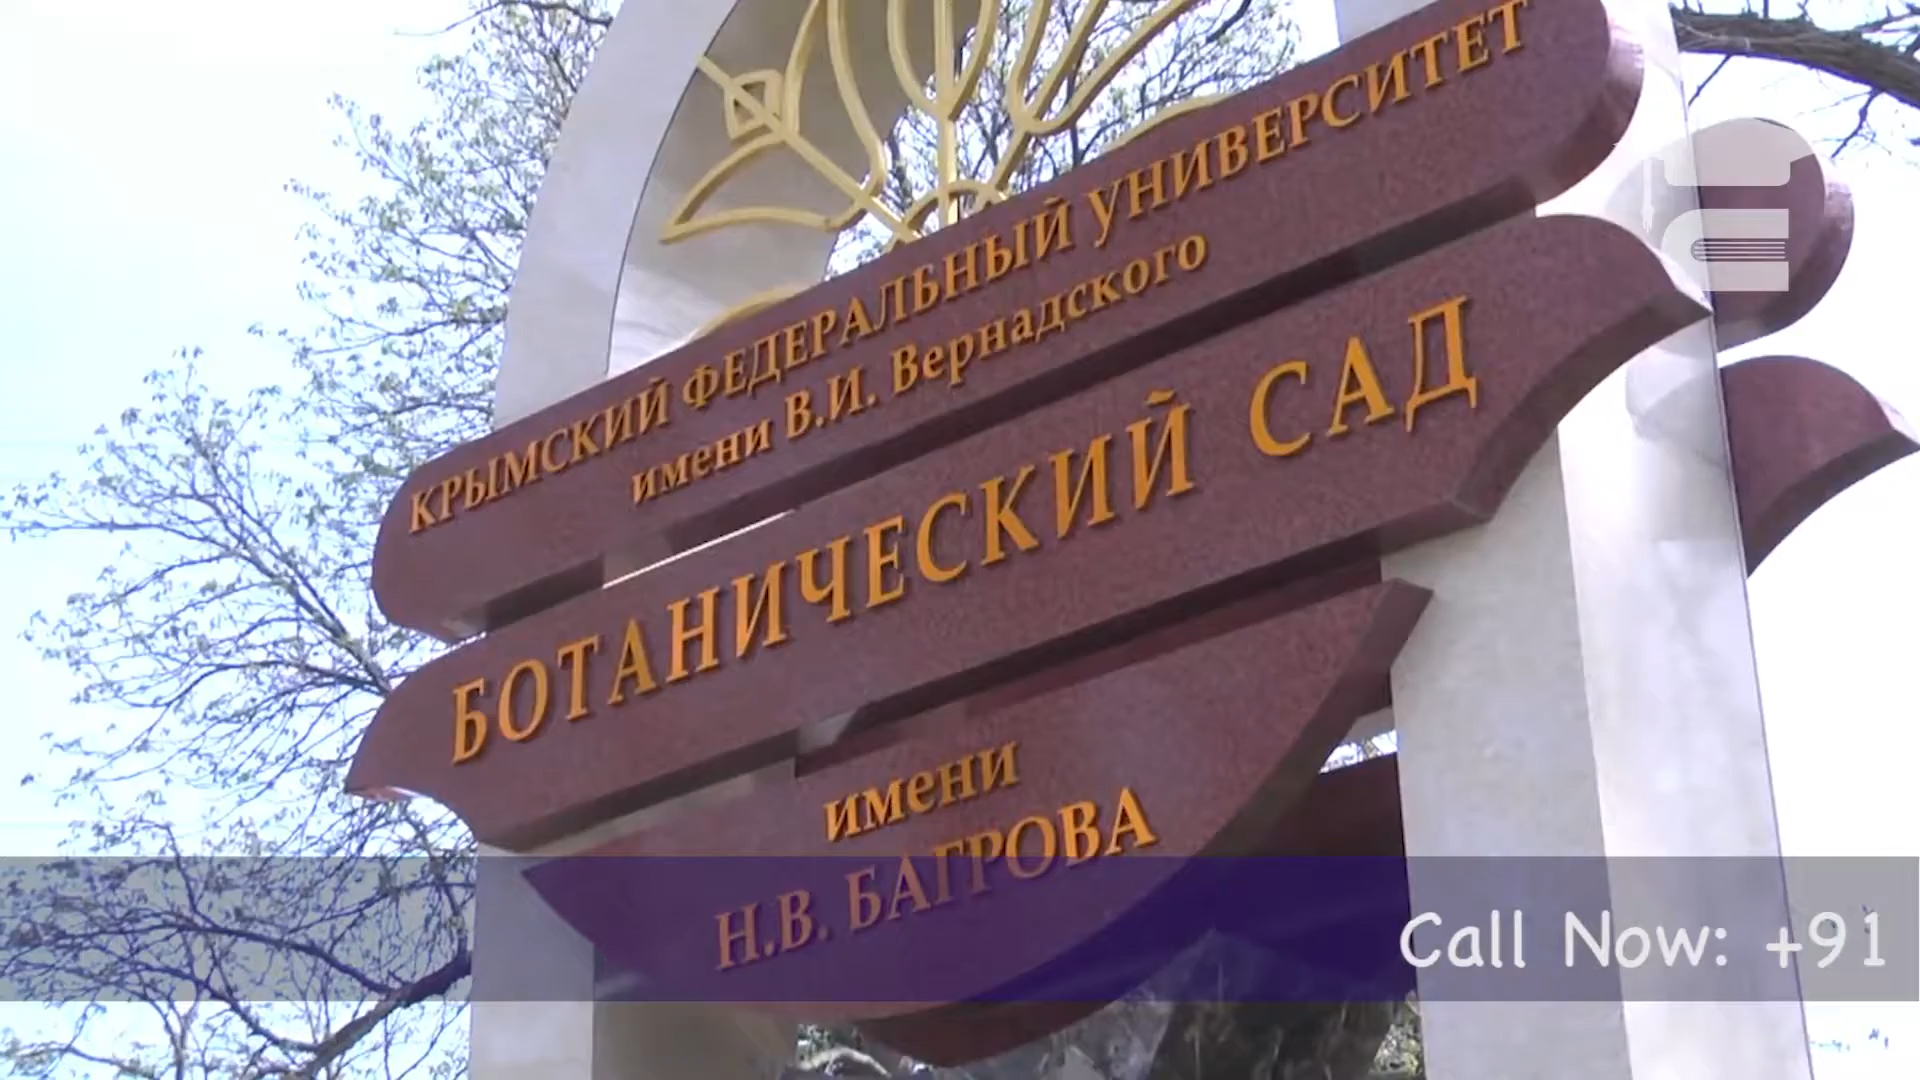 КРЫМСКИЙ ФЕДЕРАЛЬНЫЙ УНИВЕРСИТЕТ
имени В.И. Вернадского
БОТАНИЧЕСКИЙ САД
имени
Н.В. БАГРОВА
Call Now: +91